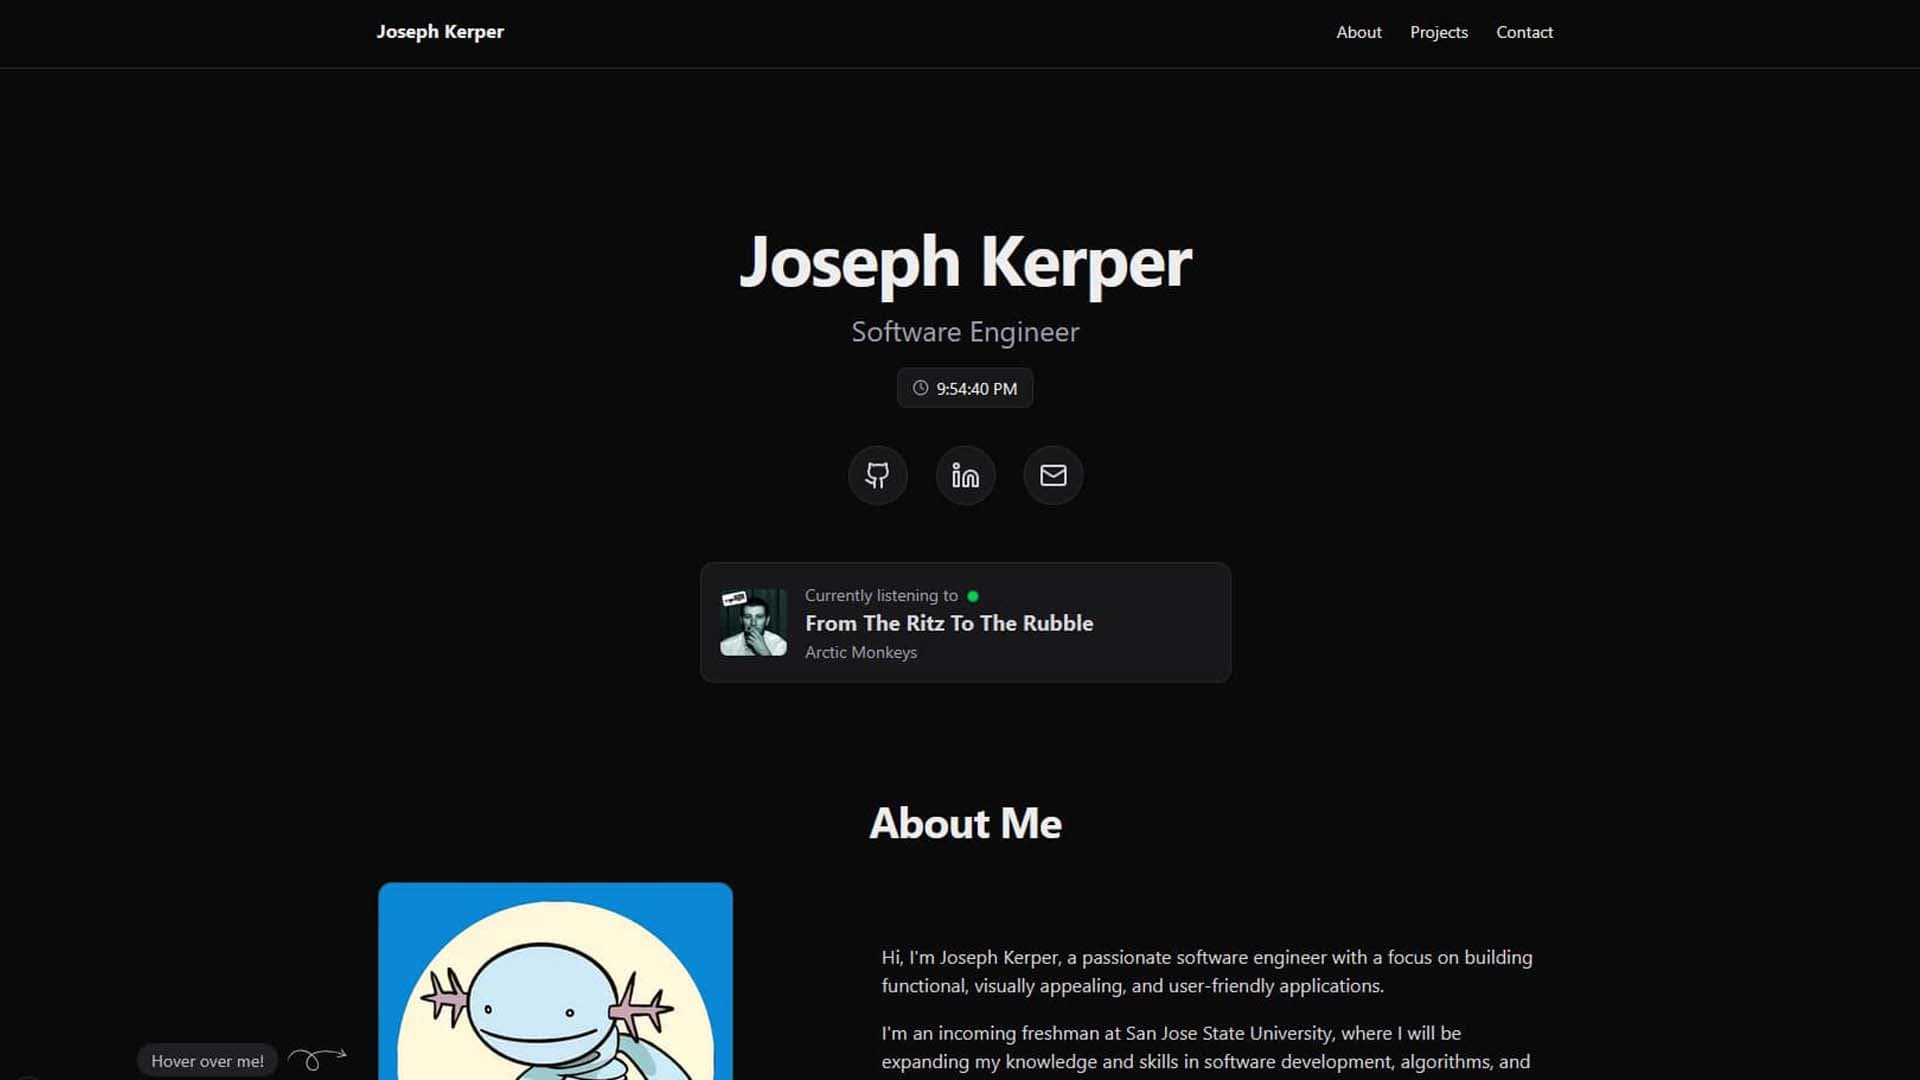 Joseph Kerper
About
Projects
Contact
Joseph Kerper
Software Engineer
9:54:40 PM
Currently listening to
From The Ritz To The Rubble
Arctic Monkeys
About Me
Hi, I'm Joseph Kerper, a passionate software engineer with a focus on building
functional, visually appealing, and user-friendly applications.
I'm an incoming freshman at San Jose State University, where I will be
expanding my knowledge and skills in software development, algorithms, and
Hover over me!